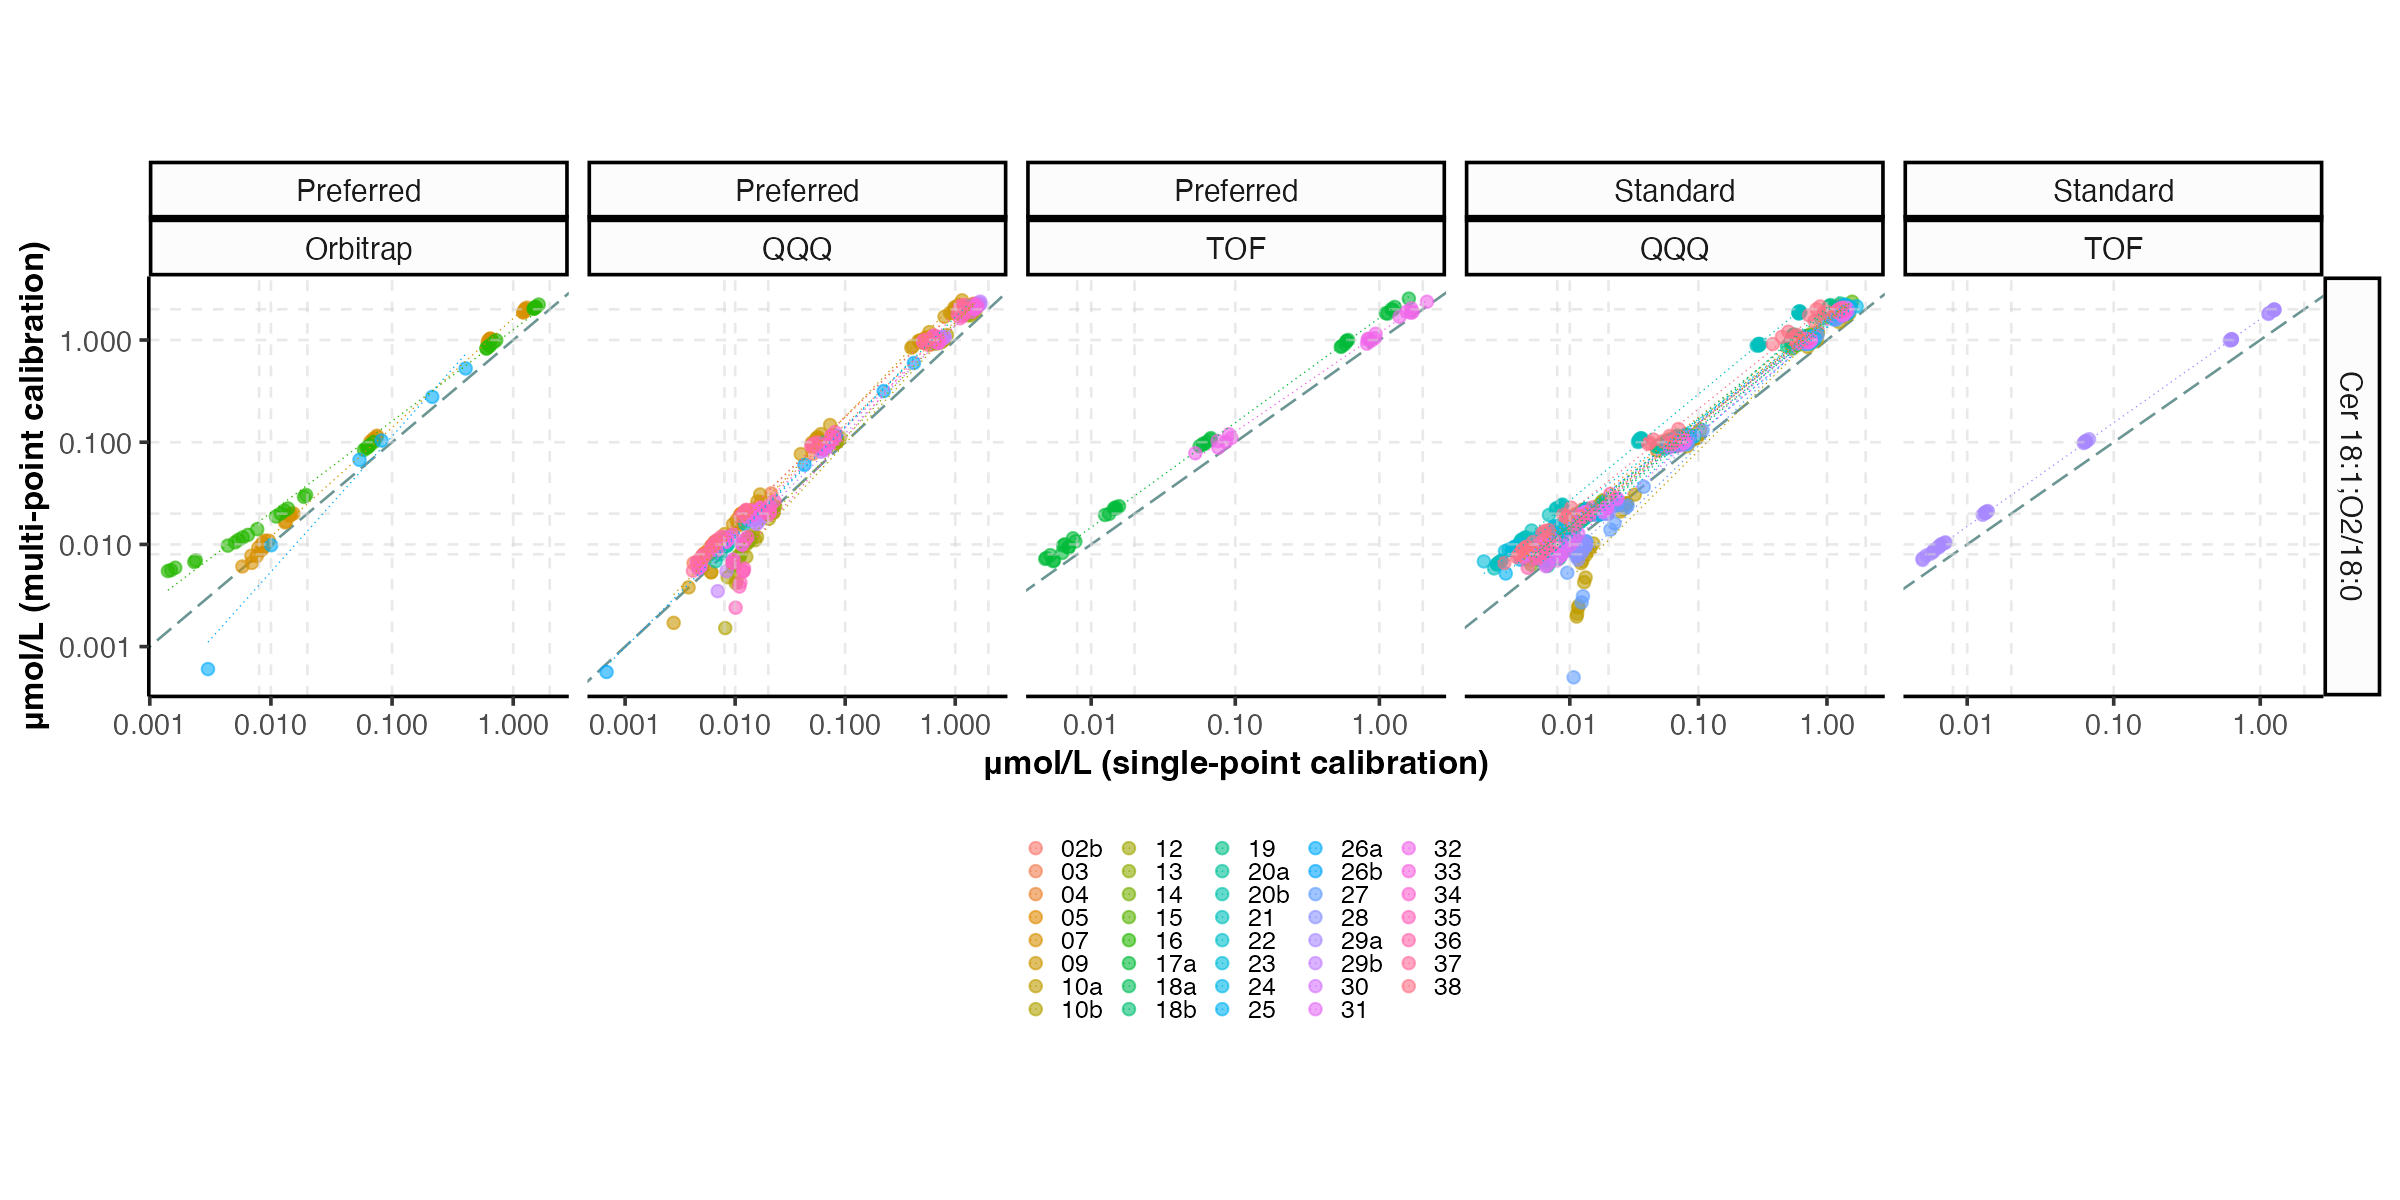 Preferred Preferred Preferred Standard Standard
Orbitrap QQQ TOF QQQ TOF
µmol/L (multi-point calibration)
1.000
0.100
0.010
0.001
Cer 18:1;O2/18:0
0.001 0.010 0.100 1.000 0.001 0.010 0.100 1.000 0.01 0.10 1.00 0.01 0.10 1.00 0.01 0.10 1.00
µmol/L (single-point calibration)
02b 12 19 26a 32
03 13 20a 26b 33
04 14 20b 27 34
05 15 21 28 35
07 16 22 29a 36
09 17a 23 29b 37
10a 18a 24 30 38
10b 18b 25 31